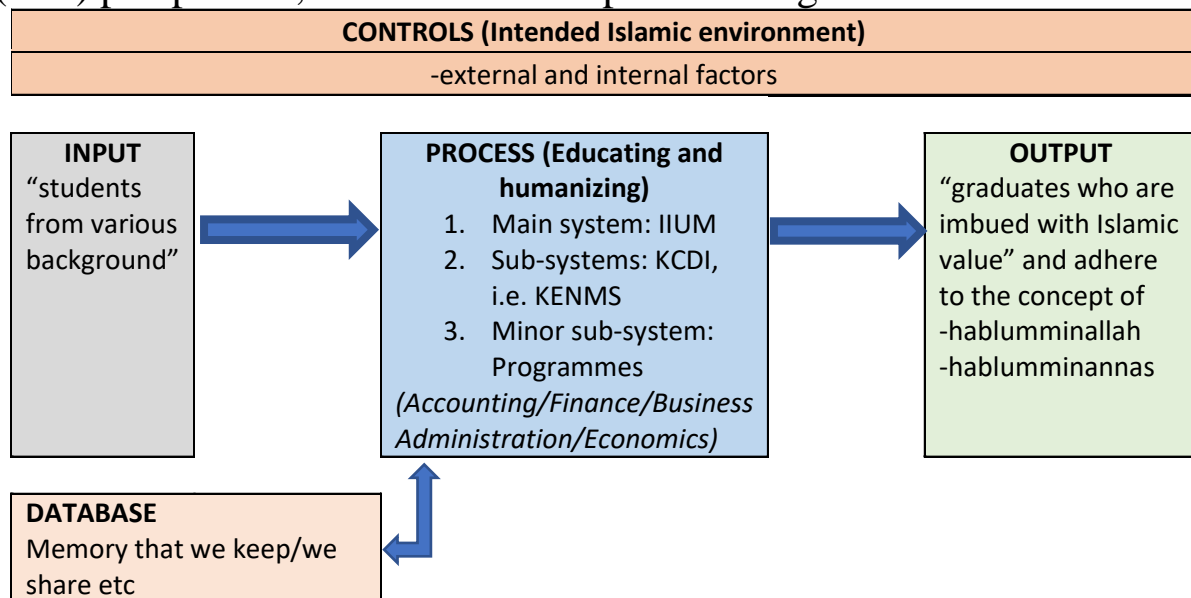 CONTROLS (Intended Islamic environment)
-external and internal factors
INPUT
“students
from various
background”
PROCESS (Educating and
humanizing)
1. Main system: IIUM
2. Sub-systems: KCDI,
i.e. KENMS
3. Minor sub-system:
Programmes
(Accounting/Finance/Business
Administration/Economics)
OUTPUT
“graduates who are
imbued with Islamic
value” and adhere
to the concept of
-hablumminallah
-hablumminannas
DATABASE
Memory that we keep/we
share etc